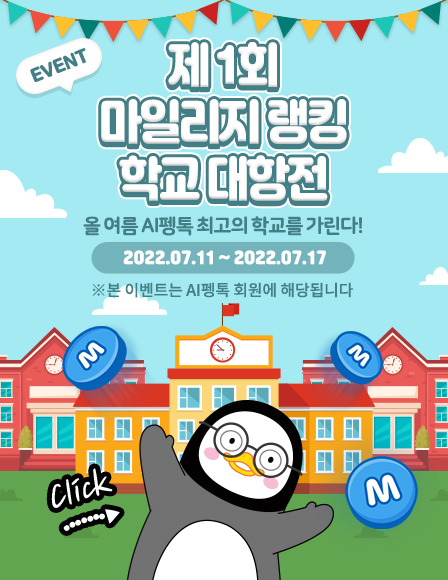 EVENT
제 1회
마일리지 랭킹
학교 대항전
올 여름 AI펭톡 최고의 학교를 가린다!
2022.07.11 ~ 2022.07.17
※본 이벤트는 AI펭톡 회원에 해당됩니다
M
M
Click
M